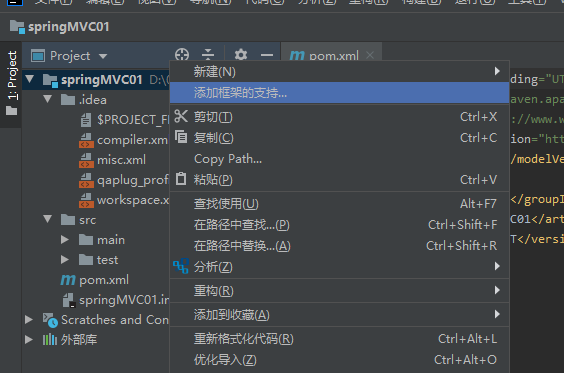 springMVC01
Project
pom.xml
1: Project
springMVC01 D:\
.idea
$PROJECT_F
compiler.xm
misc.xml
qaplug_prof
workspace.x
src
main
test
pom.xml
springMVC01.im
Scratches and Con
外部库
新建(N)
添加框架的支持...
剪切(T) Ctrl+X
复制(C) Ctrl+C
Copy Path...
粘贴(P) Ctrl+V
查找使用(U) Alt+F7
在路径中查找...(P) Ctrl+Shift+F
在路径中替换...(A) Ctrl+Shift+R
分析(Z)
重构(R)
添加到收藏(A)
重新格式化代码(R) Ctrl+Alt+L
优化导入(Z) Ctrl+Alt+O
ding="UT
aven.apa
://www.w
ion="htt
/modelVe
</groupI
C01</art
T</versi